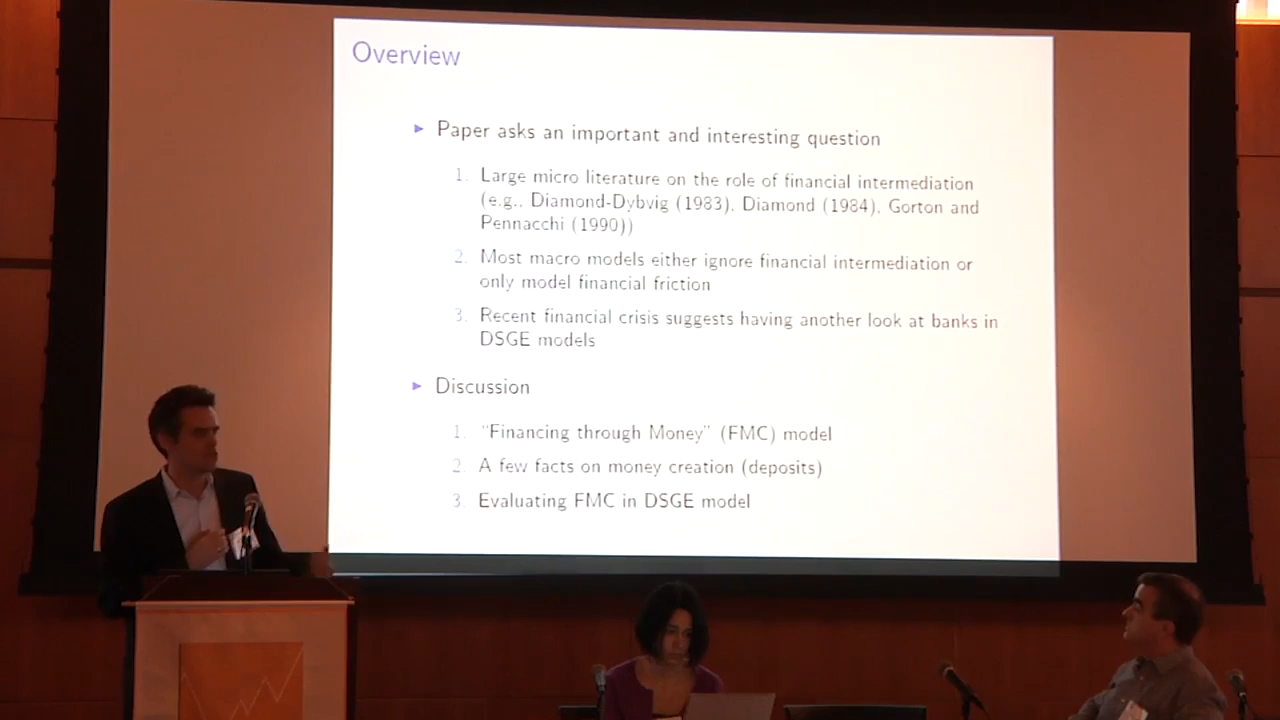 Overview
► Paper asks an important and interesting question
1. Large micro literature on the role of financial intermediation
(e.g., Diamond-Dybvig (1983), Diamond (1984), Gorton and
Pennacchi (1990))
2. Most macro models either ignore financial intermediation or
only model financial friction
3. Recent financial crisis suggests having another look at banks in
DSGE models
► Discussion
1. "Financing through Money" (FMC) model
2. A few facts on money creation (deposits)
3. Evaluating FMC in DSGE model